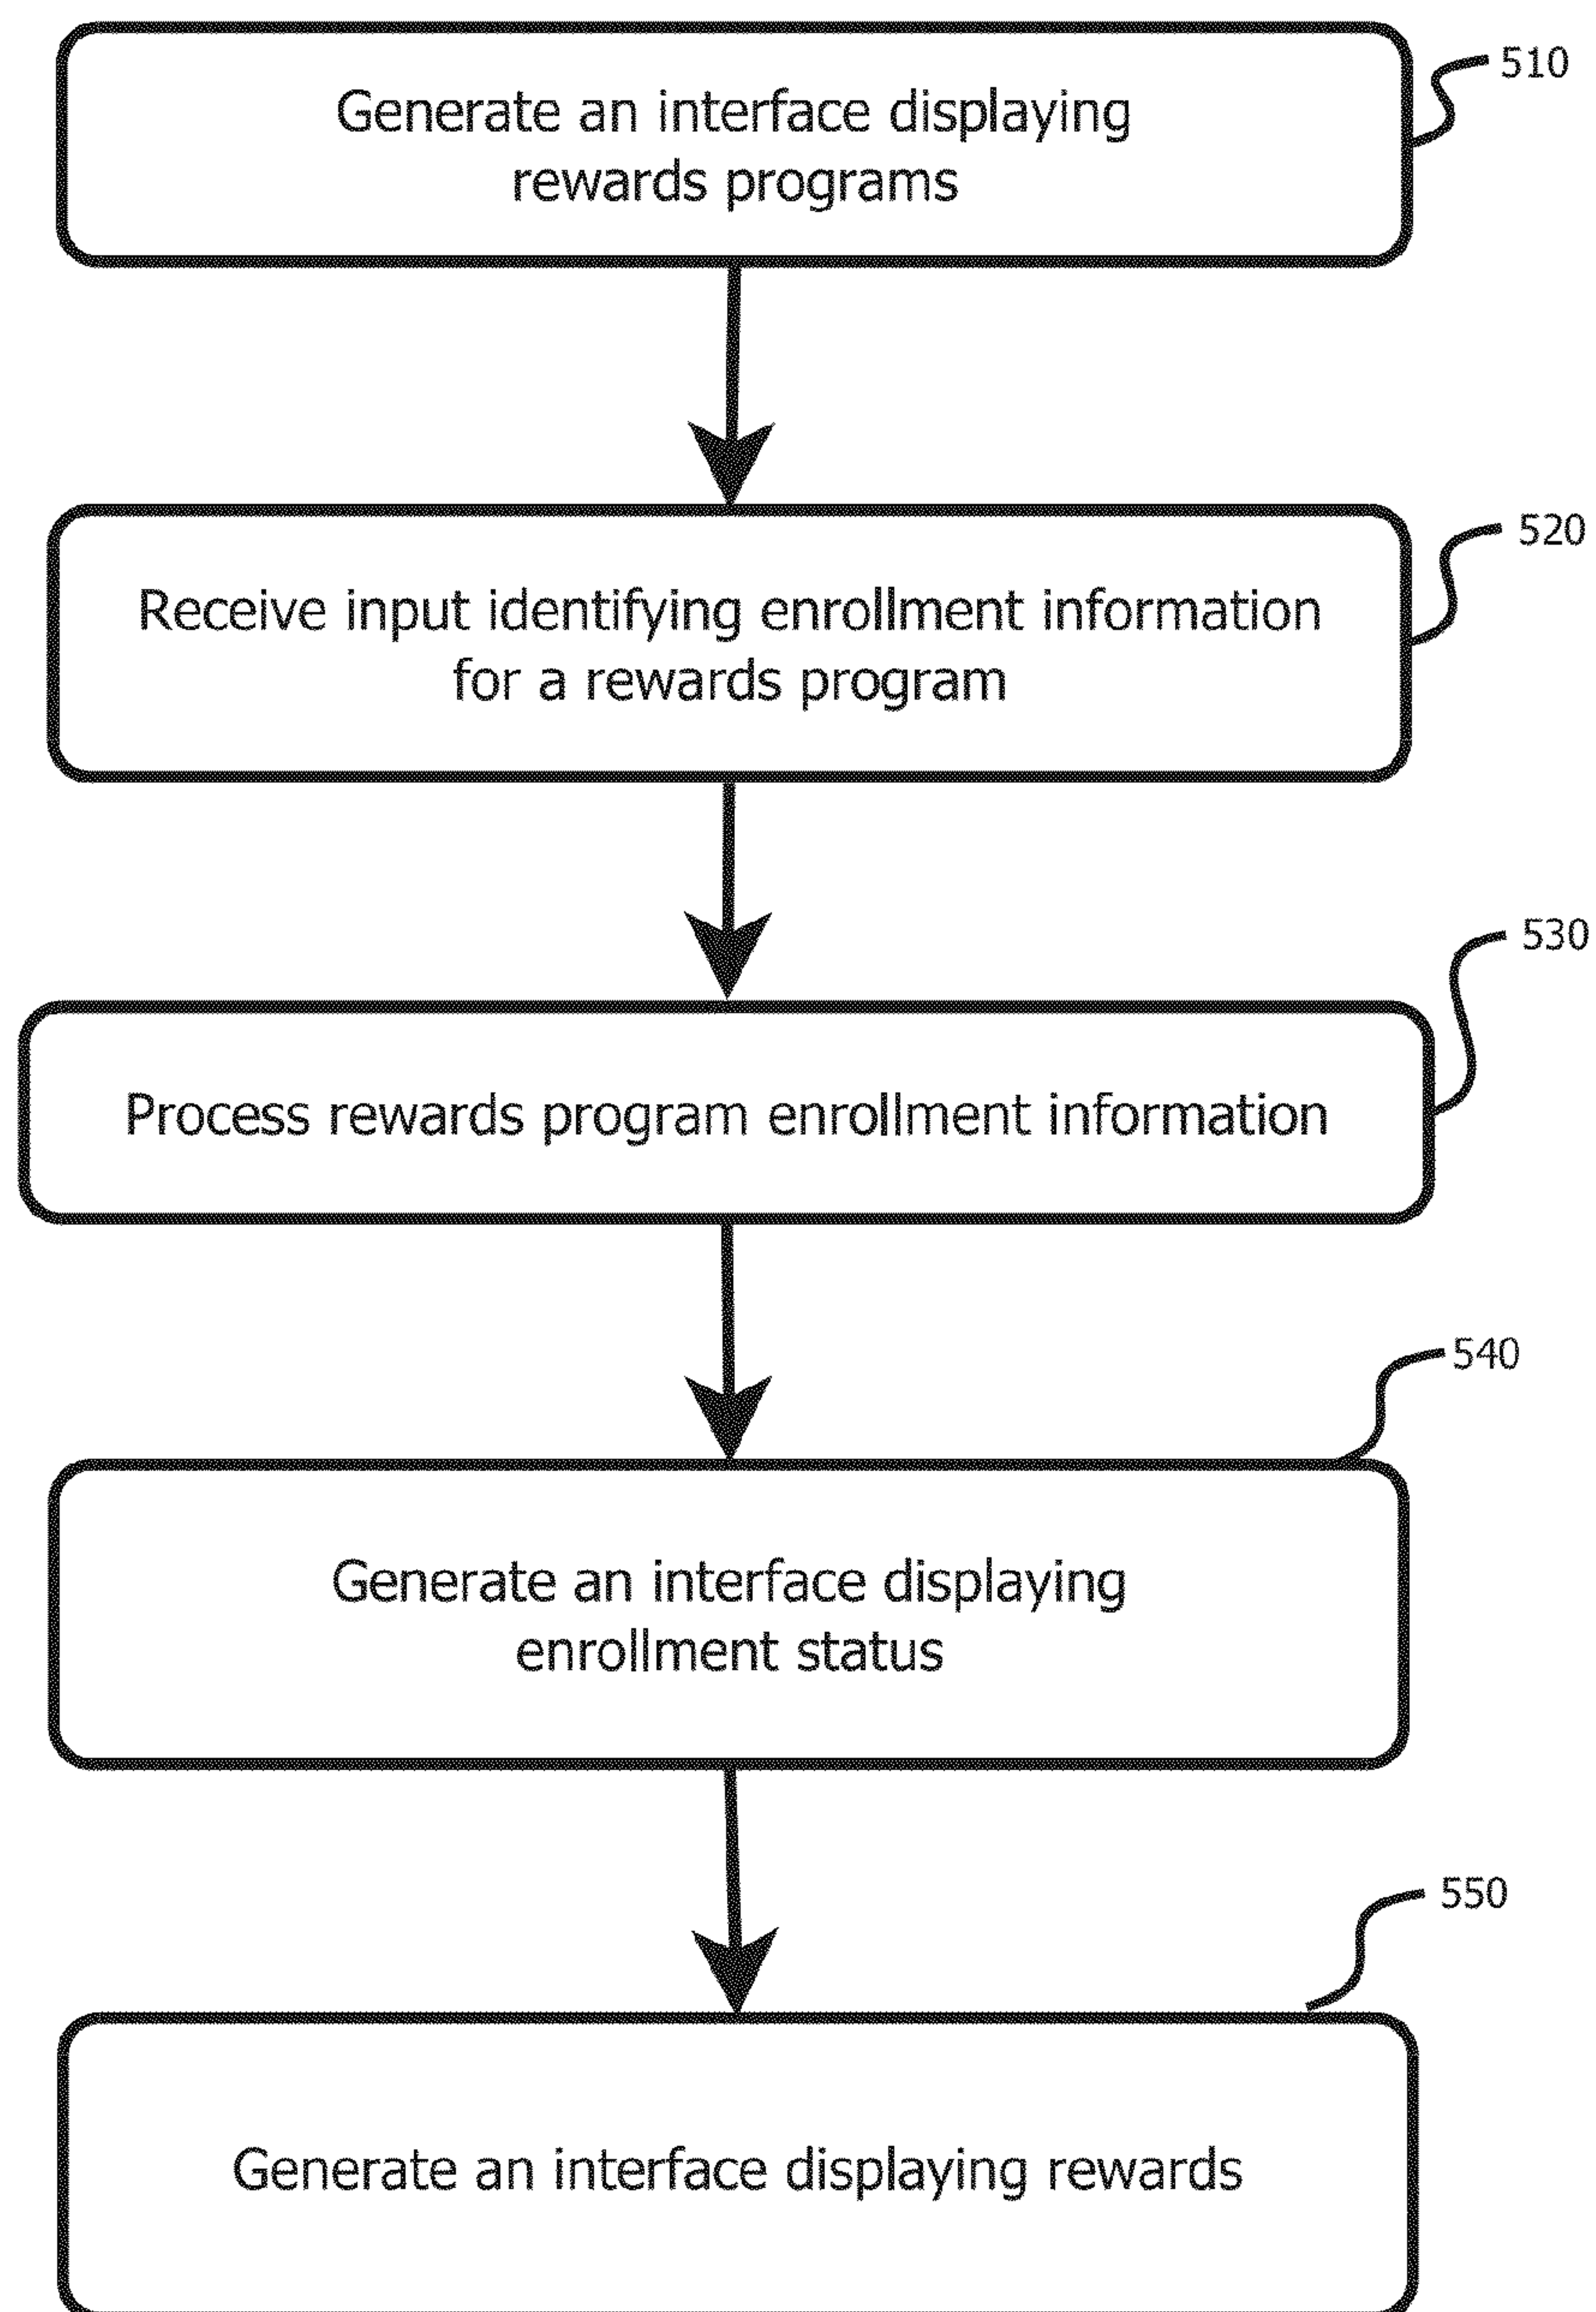 510
Generate an interface displaying
rewards programs
520
Receive input identifying enrollment information
for a rewards program
530
Process rewards program enrollment information
540
Generate an interface displaying
enrollment status
550
Generate an interface displaying rewards